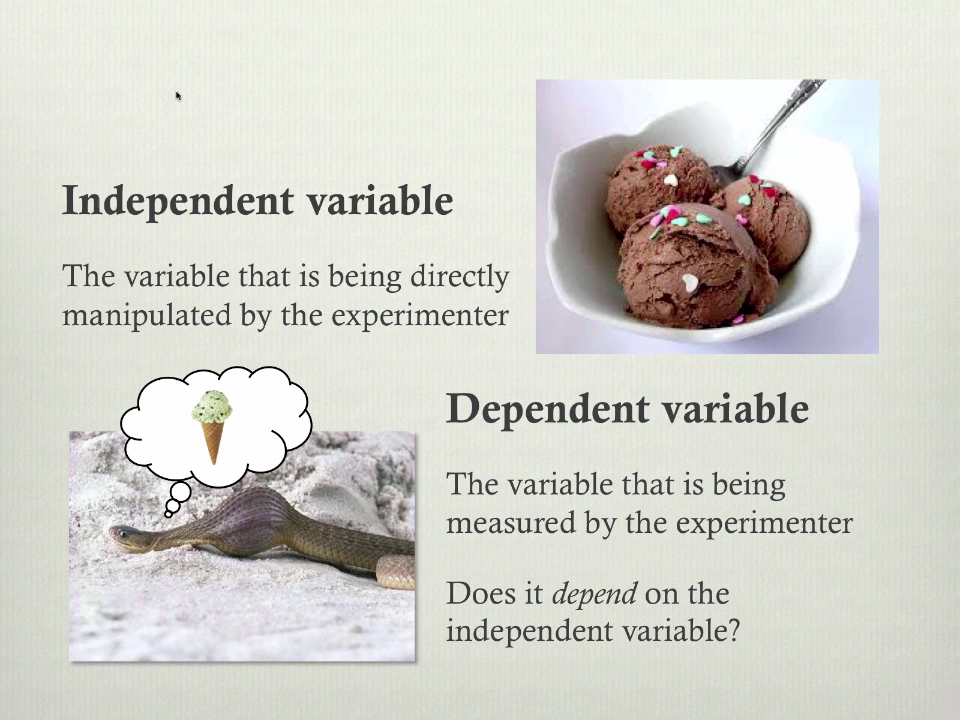 Independent variable
The variable that is being directly
manipulated by the experimenter
Dependent variable
The variable that is being
measured by the experimenter
Does it depend on the
independent variable?